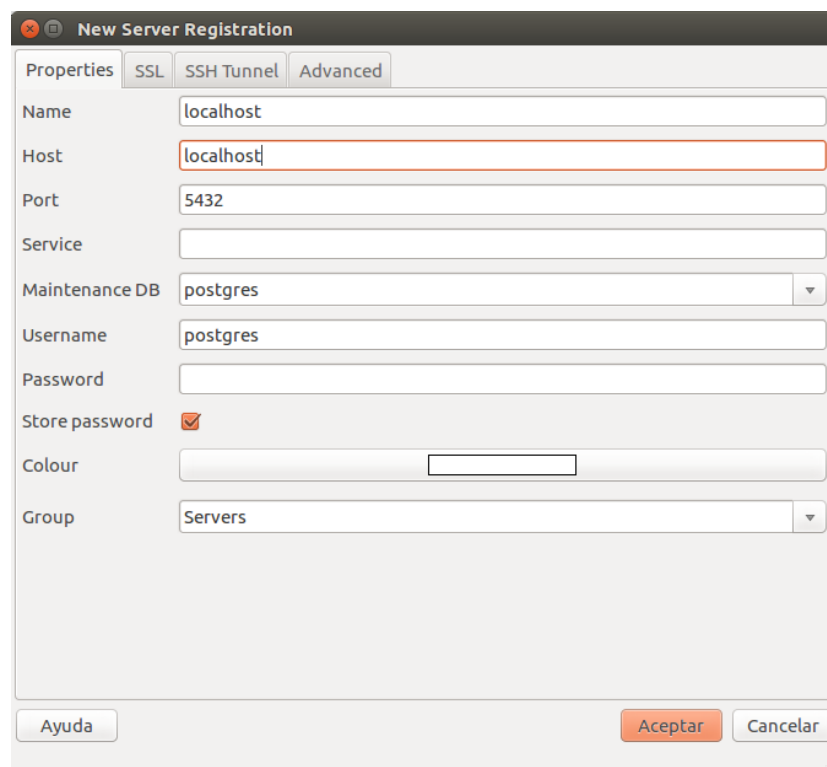 New Server Registration
Properties SSL SSH Tunnel Advanced
Name localhost
Host localhost
Port 5432
Service
Maintenance DB postgres
Username postgres
Password
Store password
Colour
Group Servers
Ayuda Aceptar Cancelar